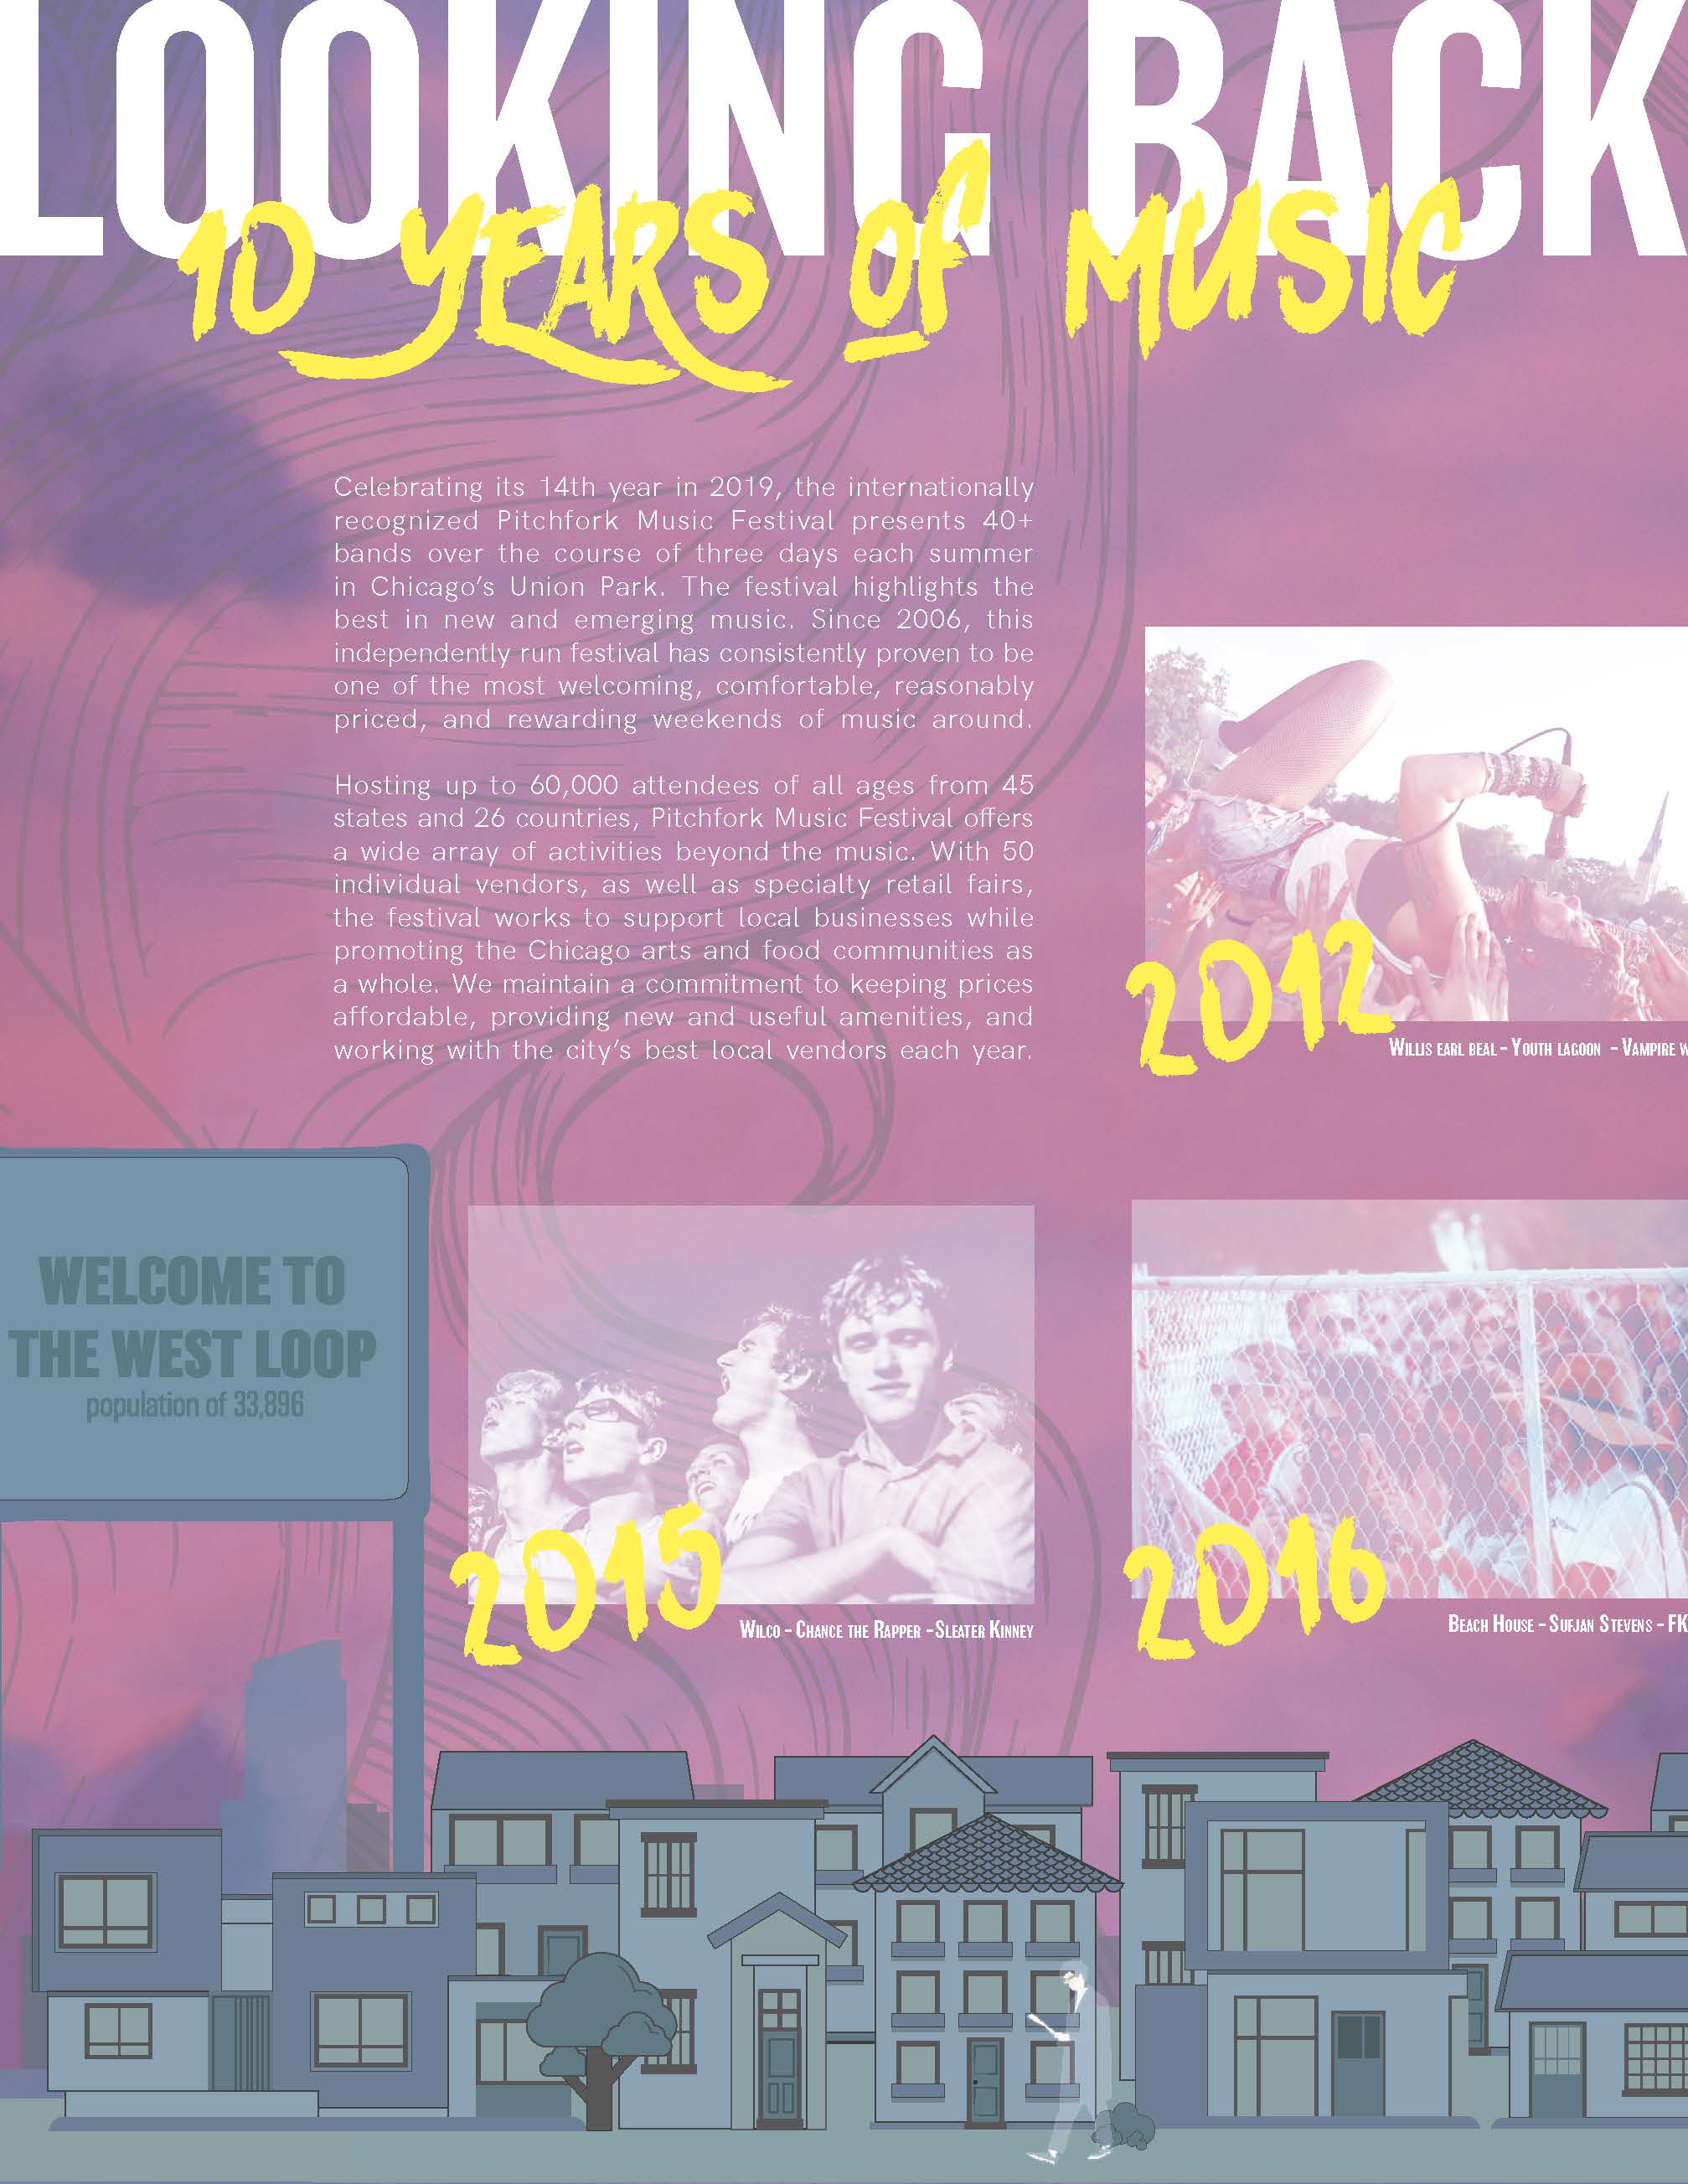 LOOKING BACK
10 YEARS OF MUSIC
Celebrating its 14th year in 2019, the internationally
recognized Pitchfork Music Festival presents 40+
bands over the course of three days each summer
in Chicago’s Union Park. The festival highlights the
best in new and emerging music. Since 2006, this
independently run festival has consistently proven to be
one of the most welcoming, comfortable, reasonably
priced, and rewarding weekends of music around.
Hosting up to 60,000 attendees of all ages from 45
states and 26 countries, Pitchfork Music Festival offers
a wide array of activities beyond the music. With 50
individual vendors, as well as specialty retail fairs,
the festival works to support local businesses while
promoting the Chicago arts and food communities as
a whole. We maintain a commitment to keeping prices
affordable, providing new and useful amenities, and
working with the city’s best local vendors each year.
2012
Willis earl beal - Youth lagoon - Vampire w
WELCOME TO
THE WEST LOOP
population of 33,896
2015
Wilco - Chance the Rapper - Sleater Kinney
2016
Beach House - Sufjan Stevens - FK